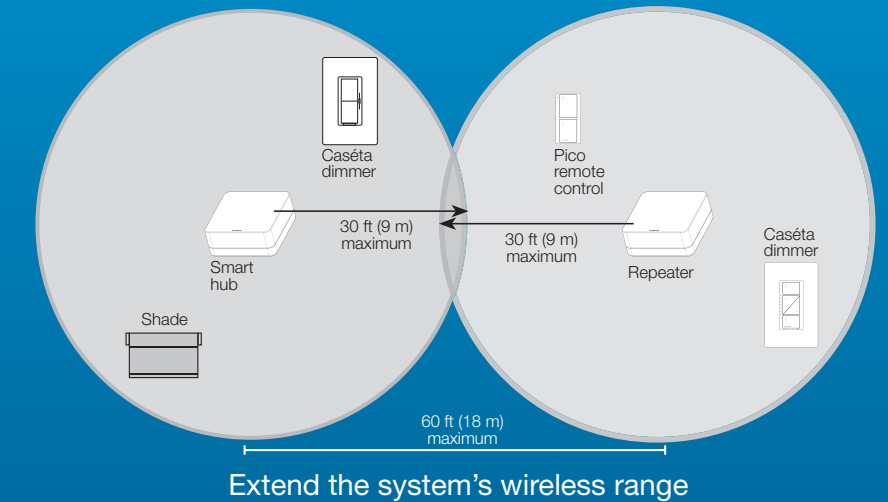 Caséta
dimmer
Pico
remote
control
30 ft (9 m)
maximum
30 ft (9 m)
maximum
Smart
hub
Repeater
Caséta
dimmer
Shade
60 ft (18 m)
maximum
Extend the system’s wireless range